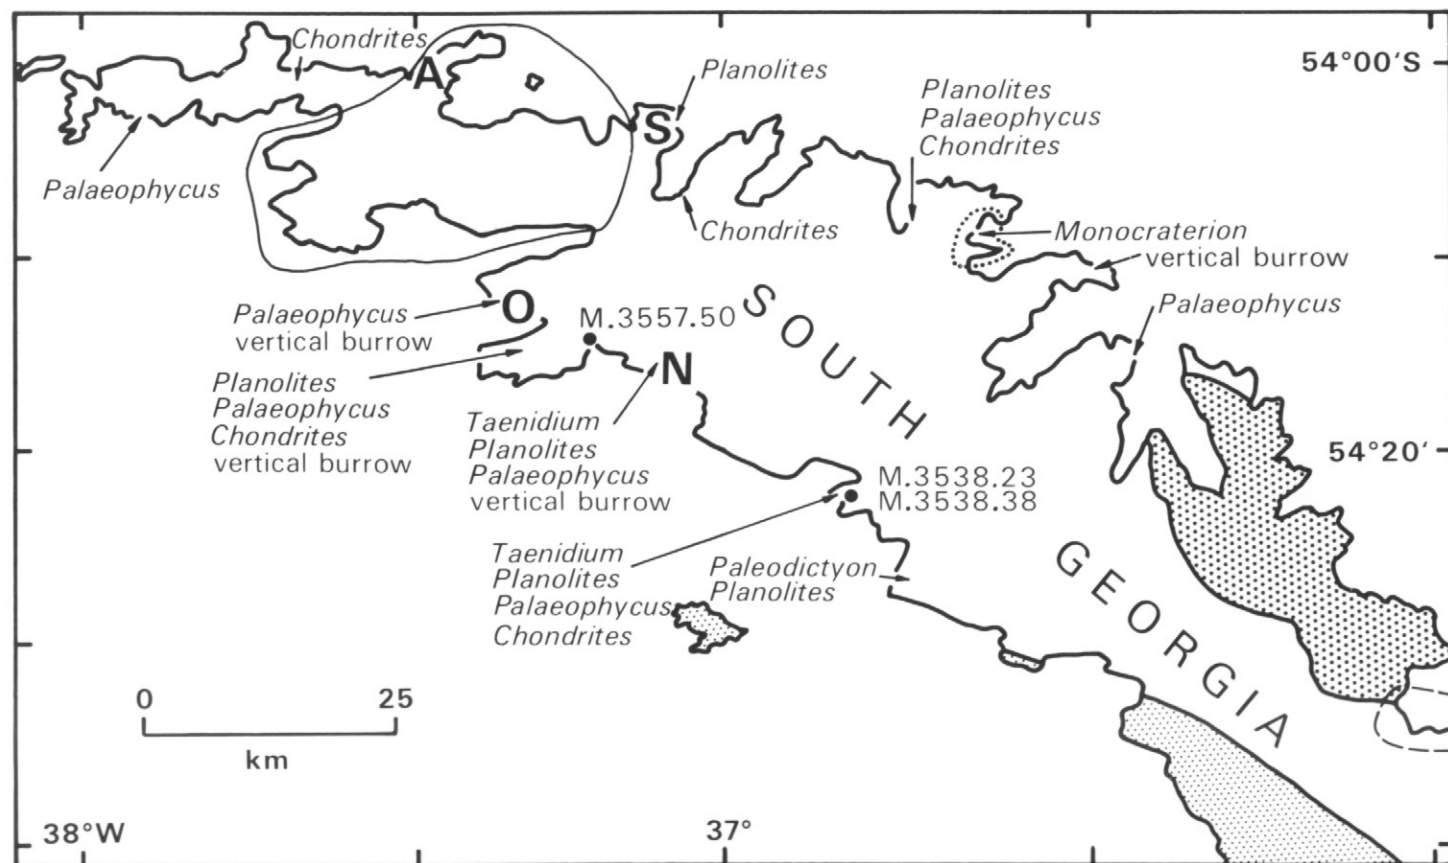 Chondrites
54°00'S
A
Planolites
Planolites
Palaeophycus
Chondrites
S
Palaeophycus
Chondrites
Monocraterion
vertical burrow
O
Palaeophycus
vertical burrow
M.3557.50
Palaeophycus
SOUTH
N
Planolites
Palaeophycus
Chondrites
vertical burrow
Taenidium
Planolites
Palaeophycus
vertical burrow
54°20'
M.3538.23
M.3538.38
Taenidium
Planolites
Palaeophycus
Chondrites
Paleodictyon
Planolites
GEORGIA
0 25
km
38°W
37°